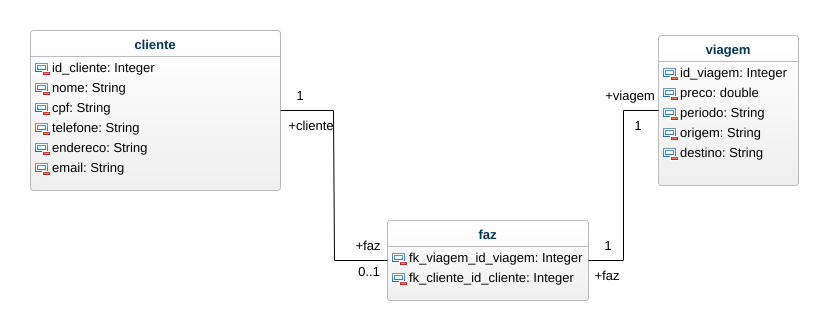 cliente
id_cliente: Integer
nome: String
cpf: String
telefone: String
endereco: String
email: String
1
+cliente
viagem
id_viagem: Integer
preco: double
periodo: String
origem: String
destino: String
+viagem
1
faz
fk_viagem_id_viagem: Integer
fk_cliente_id_cliente: Integer
+faz
0..1
1
+faz